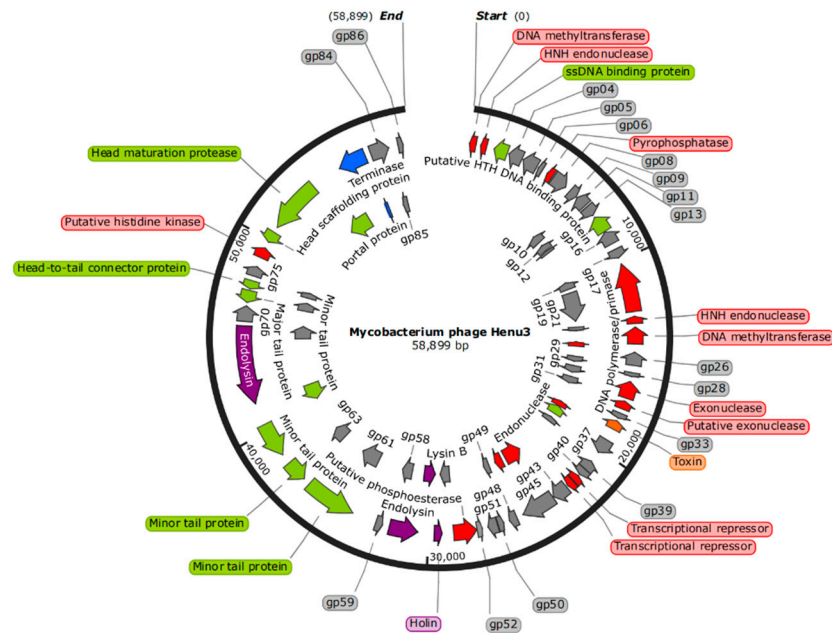 (58,899) End
Start (0)
gp86
gp84
DNA methyltransferase
HNH endonuclease
ssDNA binding protein
gp04
gp05
gp06
Pyrophosphatase
gp08
gp09
gp11
gp13
Putative HTH DNA binding protein
Terminase
Head scaffolding protein
Portal protein
gp85
Head maturation protease
Putative histidine kinase
Head-to-tail connector protein
50,000
10,000
gp10
gp12
gp16
gp17
gp75
gp70
Major tail protein
Minor tail protein
Endolysin
gp19
gp21
gp29
gp31
DNA polymerase/primase
Mycobacterium phage Henu3
58,899 bp
HNH endonuclease
DNA methyltransferase
gp26
gp28
Exonuclease
Putative exonuclease
gp33
Toxin
20,000
gp37
gp39
gp40
gp43
gp45
Transcriptional repressor
Transcriptional repressor
Endonuclease
gp49
gp48
gp51
gp50
gp52
Lysin B
gp58
gp61
gp63
Putative phosphoesterase
Endolysin
30,000
Holin
gp59
40,000
Minor tail protein
Minor tail protein
Minor tail protein